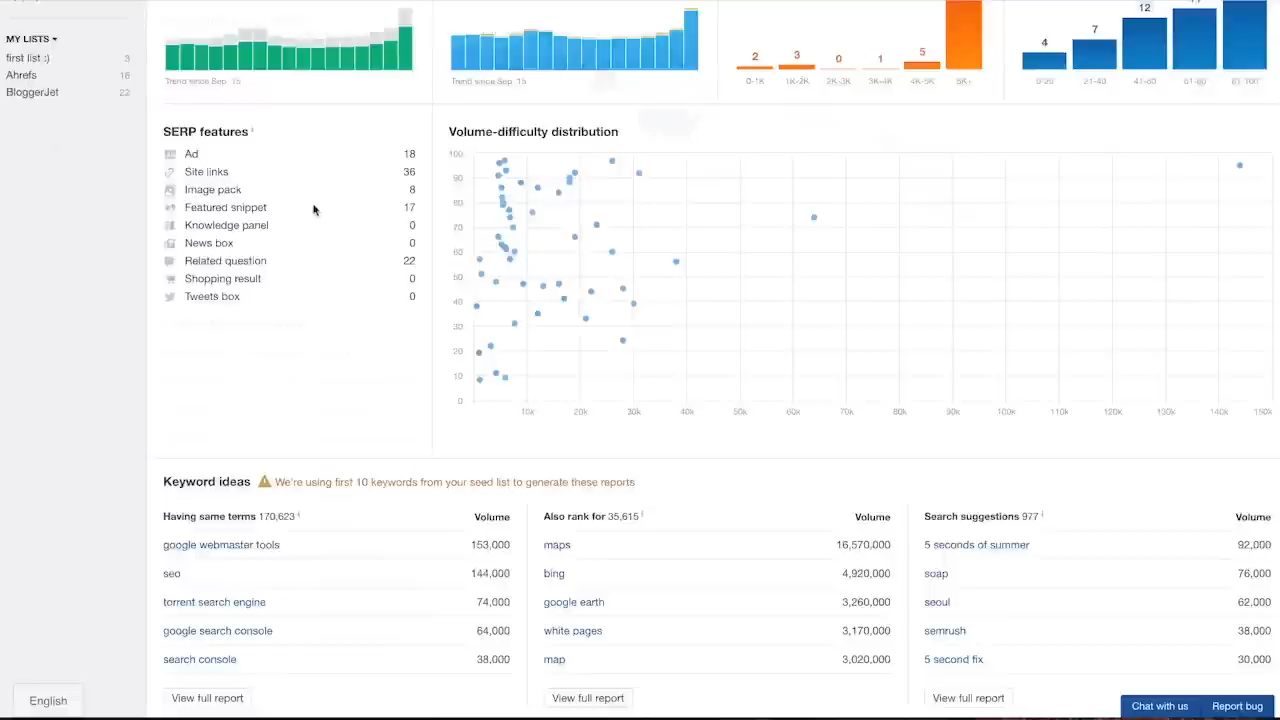 MY LISTS
first list :) 3
Ahrefs 16
BloggerJet 22
Trend since Sep '15
Trend since Sep '15
2 3 0 1 5
0-1K 1K-2K 2K-3K 3K-4K 4K-5K 5K+
4 7 12
0-20 21-40 41-60 61-80 81-100
SERP features
Ad 18
Site links 36
Image pack 8
Featured snippet 17
Knowledge panel 0
News box 0
Related question 22
Shopping result 0
Tweets box 0
Volume-difficulty distribution
100
90
80
70
60
50
40
30
20
10
0
10k 20k 30k 40k 50k 60k 70k 80k 90k 100k 110k 120k 130k 140k 150k
Keyword ideas We're using first 10 keywords from your seed list to generate these reports
Having same terms 170,623 i Volume
google webmaster tools 153,000
seo 144,000
torrent search engine 74,000
google search console 64,000
search console 38,000
View full report
Also rank for 35,615 i Volume
maps 16,570,000
bing 4,920,000
google earth 3,260,000
white pages 3,170,000
map 3,020,000
View full report
Search suggestions 977 i Volume
5 seconds of summer 92,000
soap 76,000
seoul 62,000
semrush 38,000
5 second fix 30,000
View full report
English
Chat with us Report bug